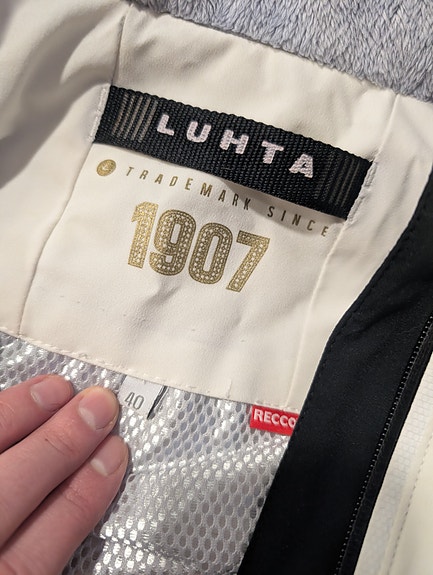 LUHTA
TRADEMARK SINCE
1907
40
RECCO